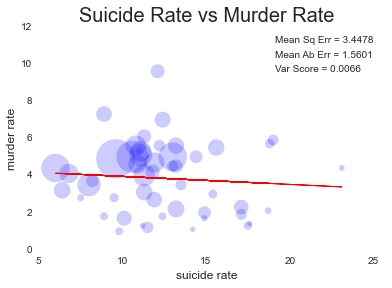 Suicide Rate vs Murder Rate
12
10
8
6
4
2
0
murder rate
Mean Sq Err = 3.4478
Mean Ab Err = 1.5601
Var Score = 0.0066
5 10 15 20 25
suicide rate